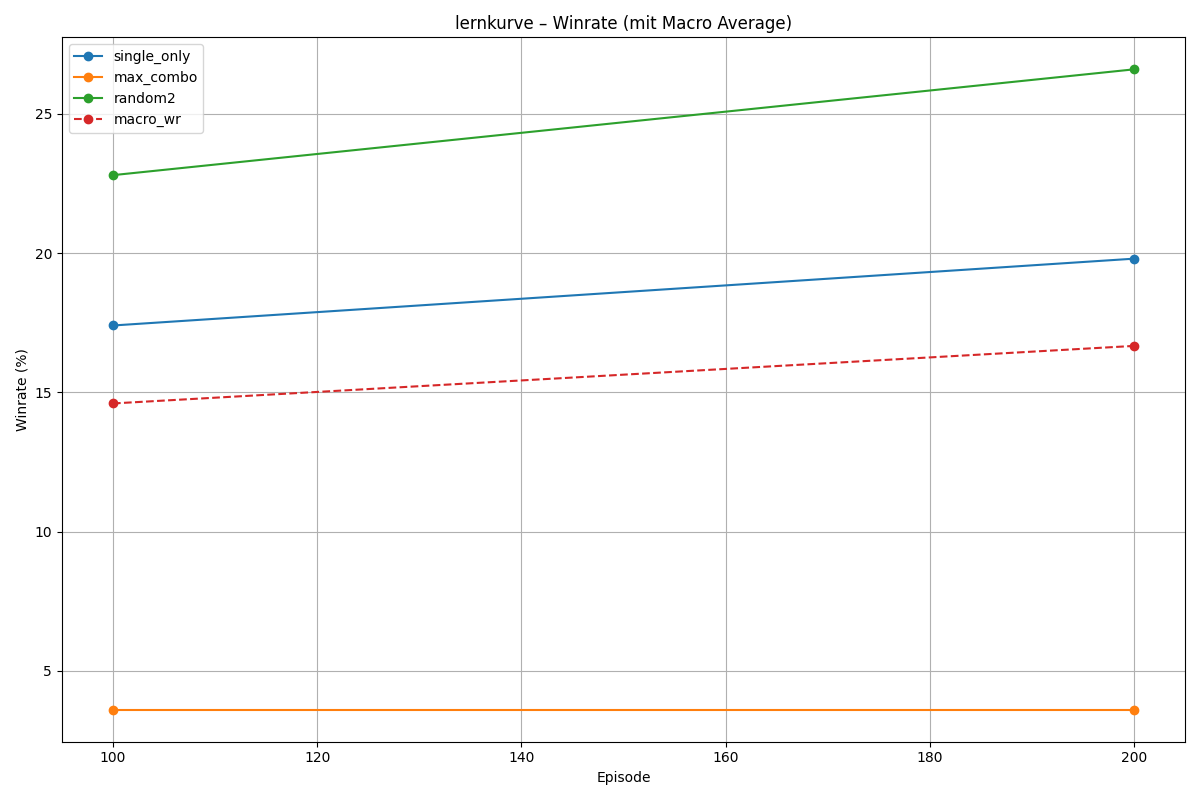 lernkurve – Winrate (mit Macro Average)
single_only
max_combo
random2
macro_wr
Winrate (%)
25
20
15
10
5
100 120 140 160 180 200
Episode